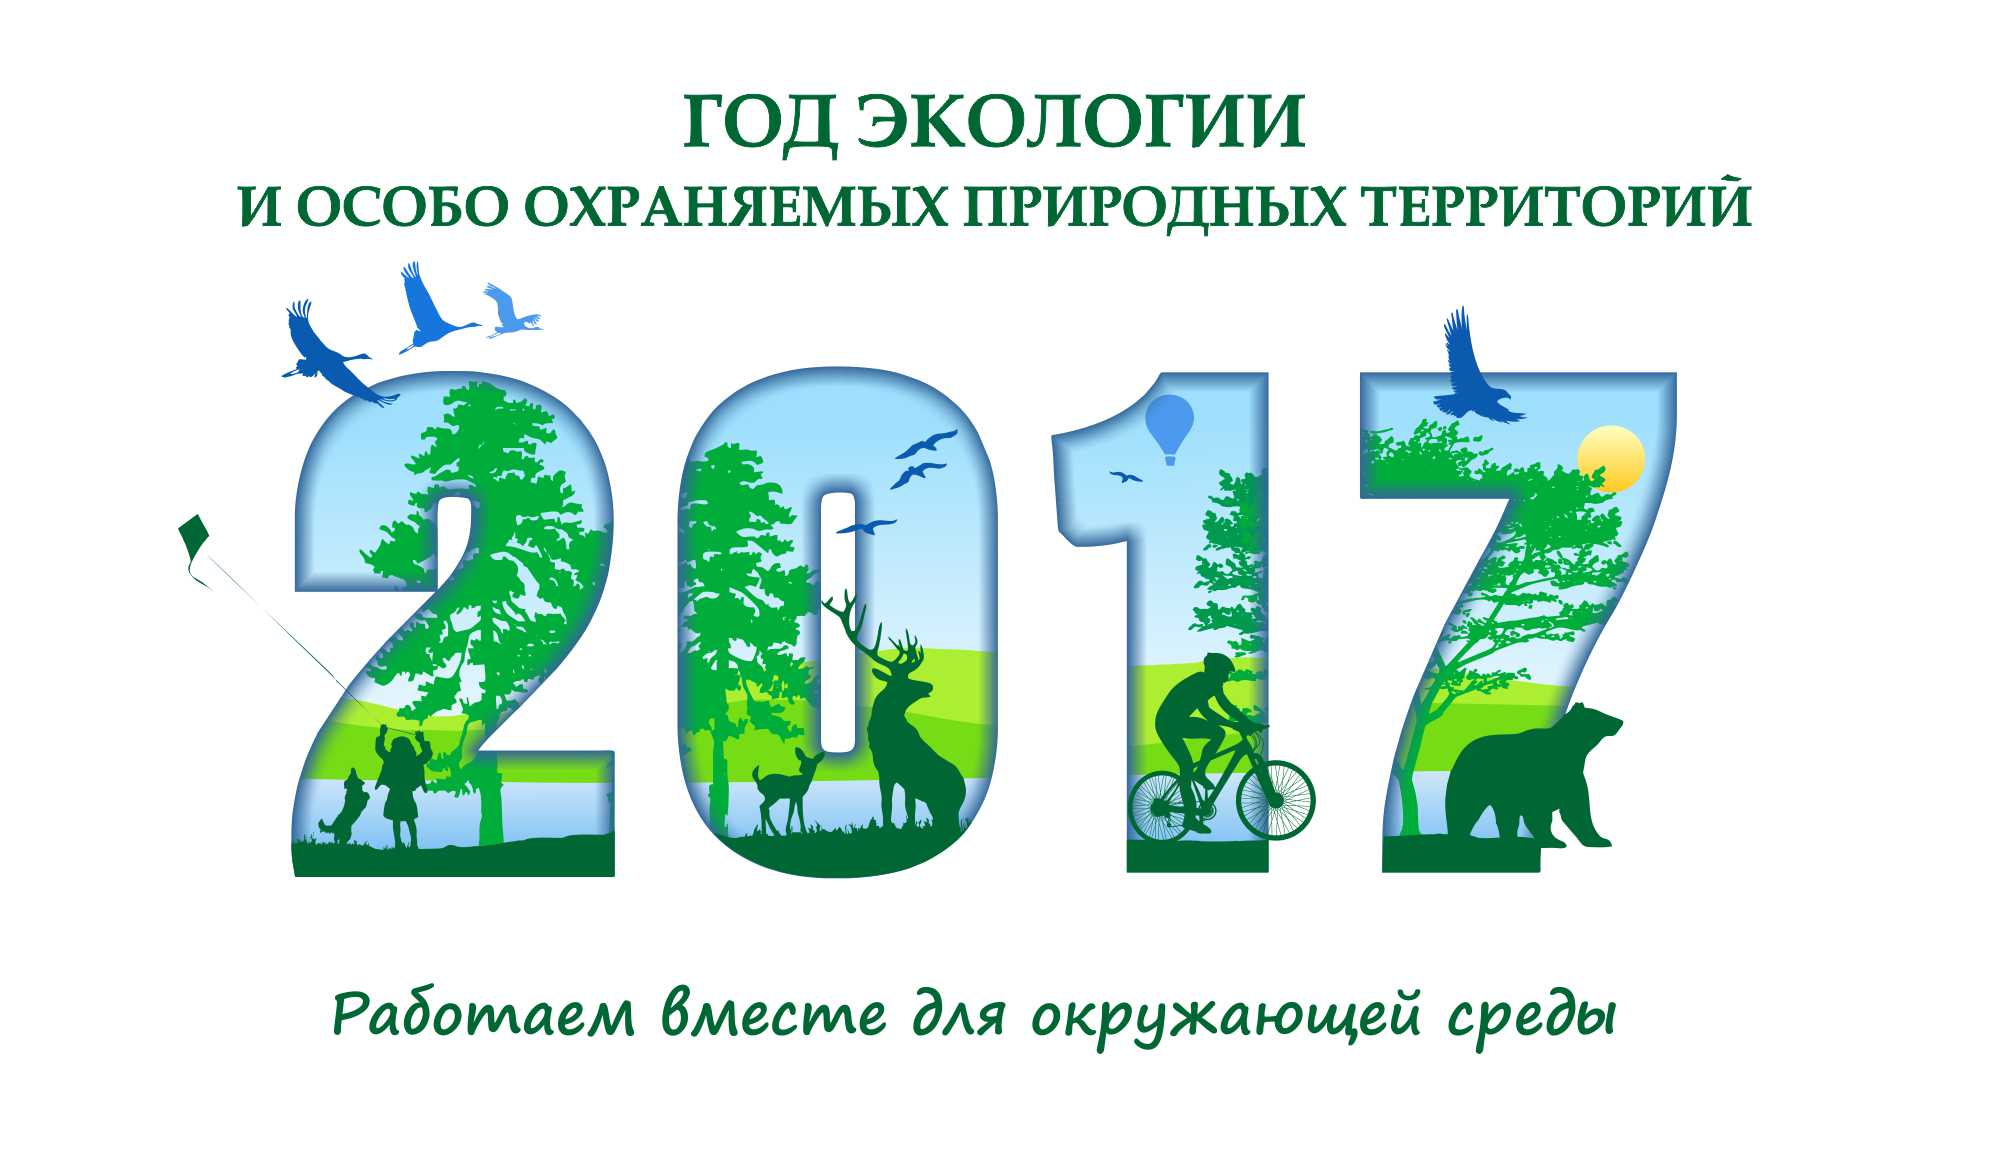 ГОД ЭКОЛОГИИ
И ОСОБО ОХРАНЯЕМЫХ ПРИРОДНЫХ ТЕРРИТОРИЙ
2017
Работаем вместе для окружающей среды